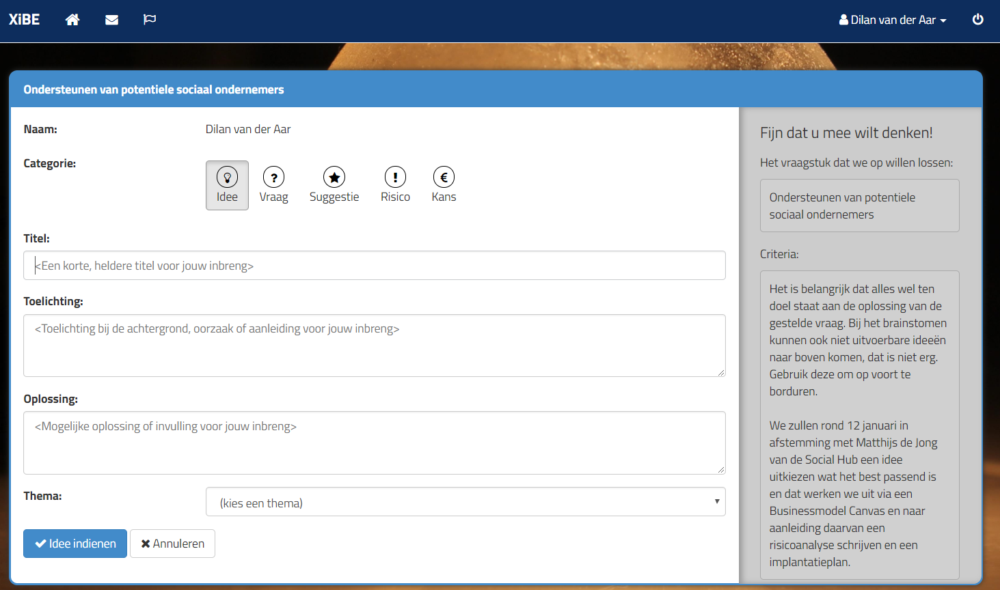 XiBE
Dilan van der Aar
Ondersteunen van potentiele sociaal ondernemers
Naam:
Dilan van der Aar
Categorie:
Idee
Vraag
Suggestie
Risico
Kans
Titel:
<Een korte, heldere titel voor jouw inbreng>
Toelichting:
<Toelichting bij de achtergrond, oorzaak of aanleiding voor jouw inbreng>
Oplossing:
<Mogelijke oplossing of invulling voor jouw inbreng>
Thema:
(kies een thema)
Idee indienen
Annuleren
Fijn dat u mee wilt denken!
Het vraagstuk dat we op willen lossen:
Ondersteunen van potentiele
sociaal ondernemers
Criteria:
Het is belangrijk dat alles wel ten
doel staat aan de oplossing van de
gestelde vraag. Bij het brainstomen
kunnen ook niet uitvoerbare ideeën
naar boven komen, dat is niet erg.
Gebruik deze om op voort te
borduren.
We zullen rond 12 januari in
afstemming met Matthijs de Jong
van de Social Hub een idee
uitkiezen wat het best passend is
en dat werken we uit via een
Businessmodel Canvas en naar
aanleiding daarvan een
risicoanalyse schrijven en een
implantatieplan.